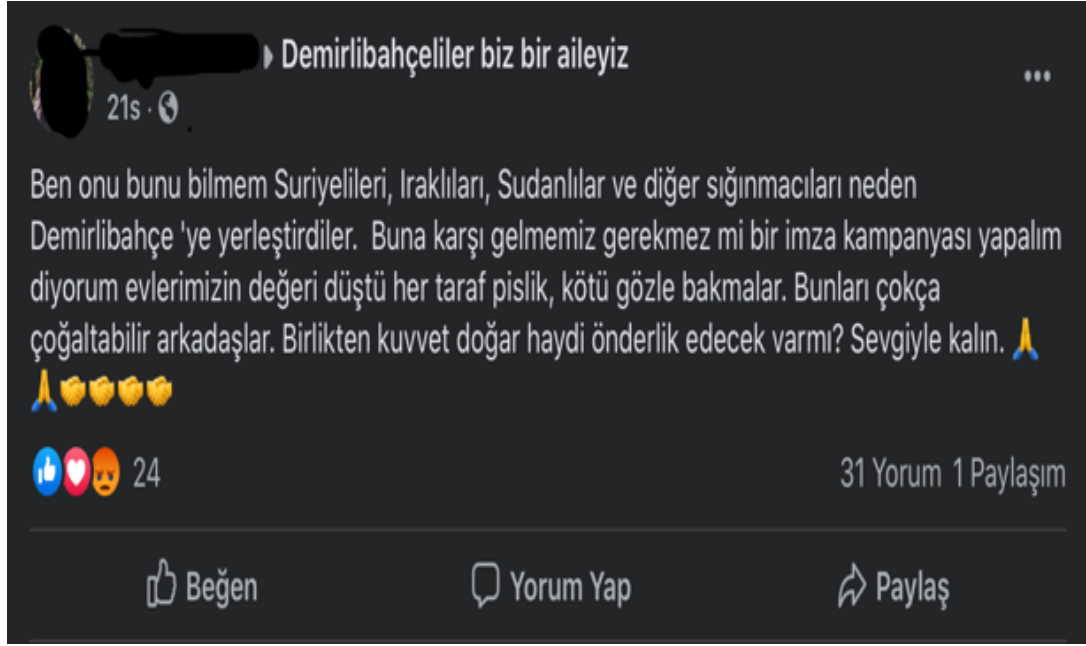 Demirlibahçeliler biz bir aileyiz
21s ·
Ben onu bunu bilmem Suriyelileri, Iraklıları, Sudanlılar ve diğer sığınmacıları neden
Demirlibahçe 'ye yerleştirdiler.  Buna karşı gelmemiz gerekmez mi bir imza kampanyası yapalım
diyorum evlerimizin değeri düştü her taraf pislik, kötü gözle bakmalar. Bunları çokça
çoğaltabilir arkadaşlar. Birlikten kuvvet doğar haydi önderlik edecek varmı? Sevgiyle kalın. 🙏
🙏🤝🤝🤝🤝
24
31 Yorum 1 Paylaşım
Beğen
Yorum Yap
Paylaş